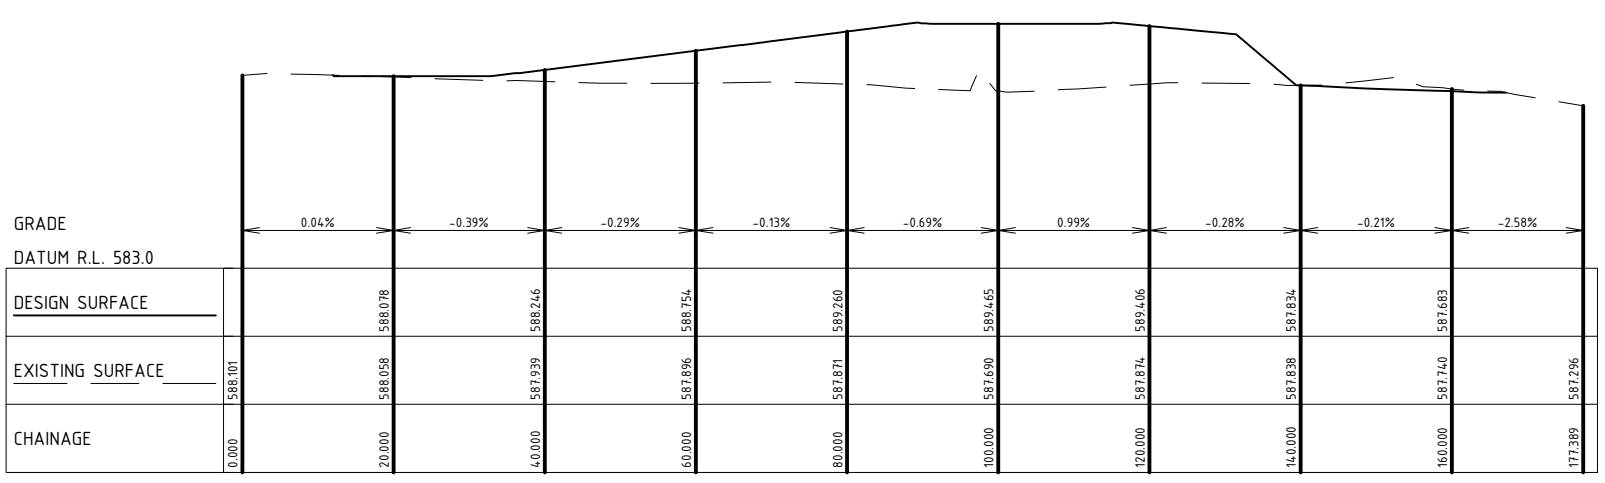 GRADE 0.04% -0.39% -0.29% -0.13% -0.69% 0.99% -0.28% -0.21% -2.58%
DATUM R.L. 583.0
DESIGN SURFACE 588.078 588.246 588.754 589.260 589.465 589.406 587.834 587.683
EXISTING SURFACE 588.101 588.058 587.939 587.896 587.871 587.690 587.874 587.838 587.740 587.296
CHAINAGE 0.000 20.000 40.000 60.000 80.000 100.000 120.000 140.000 160.000 177.389